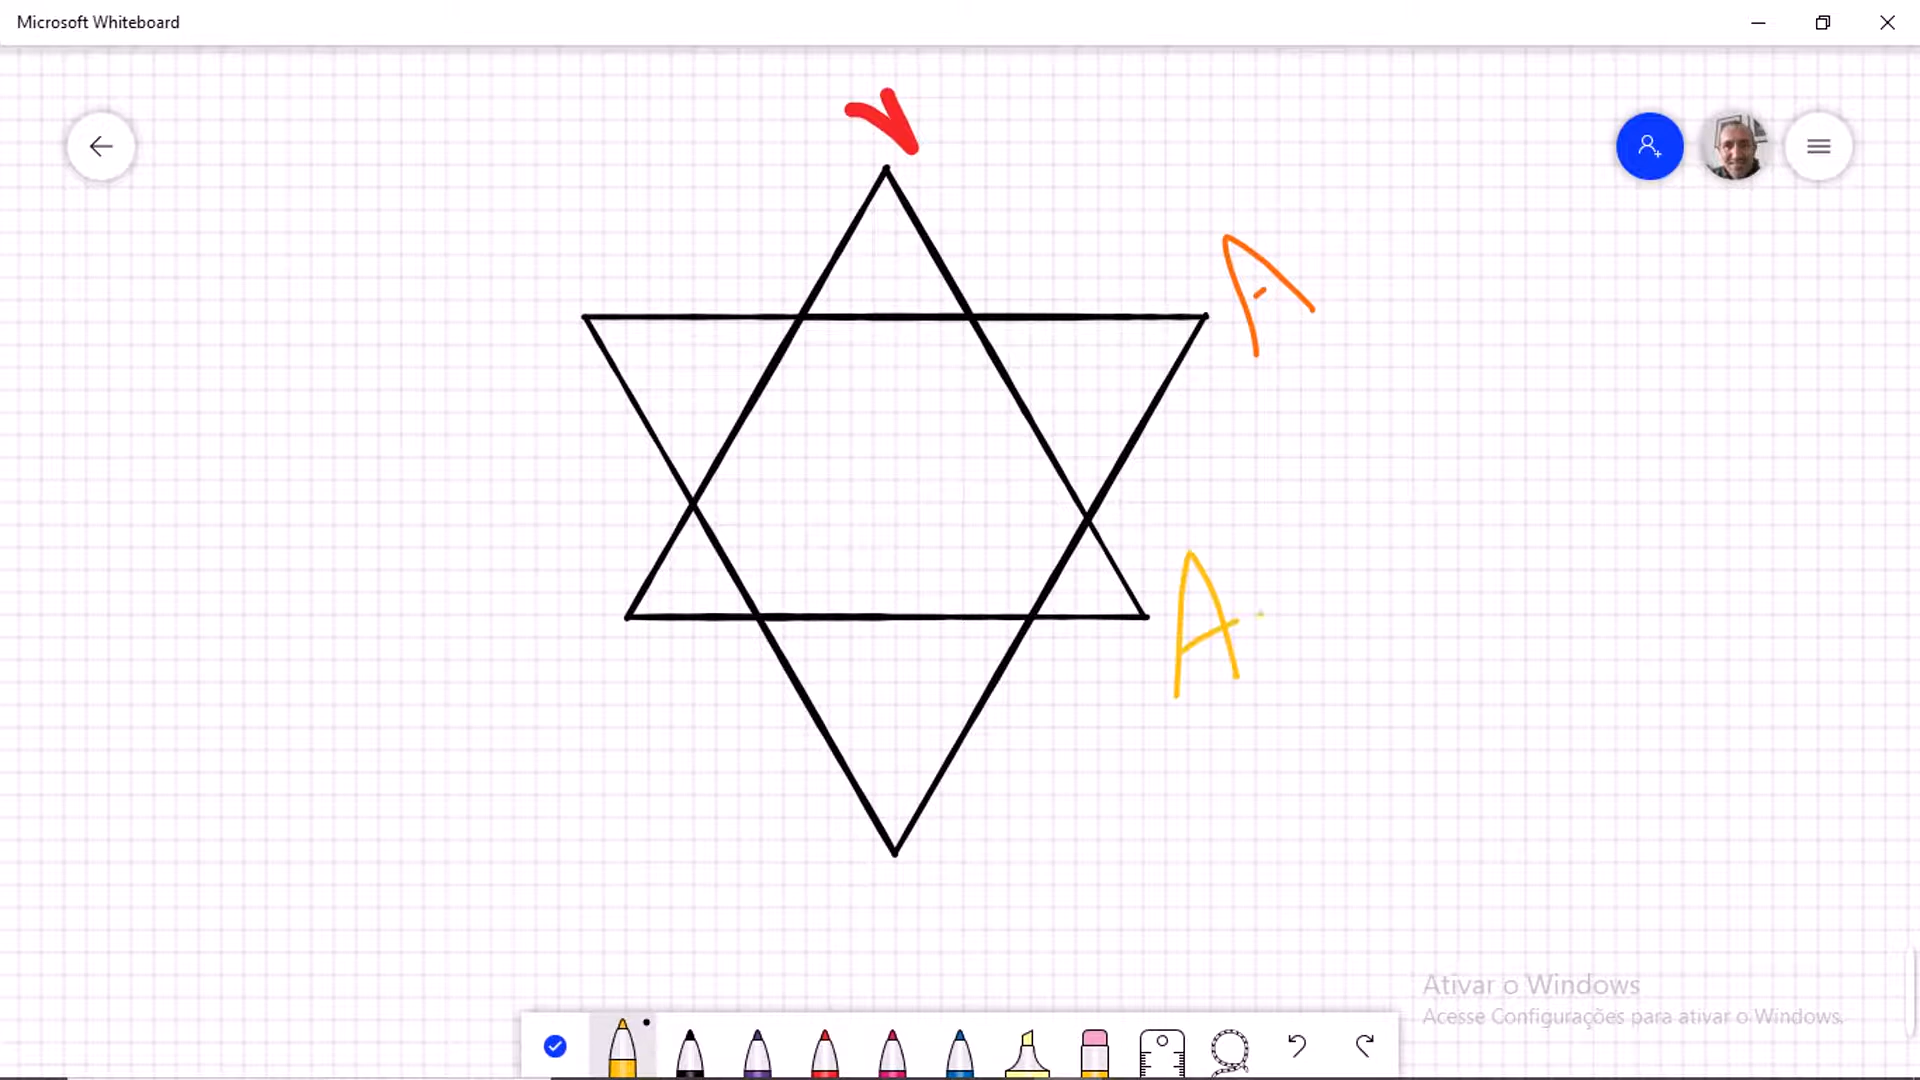 Microsoft Whiteboard
A
A
Ativar o Windows
Acesse Configurações para ativar o Windows.